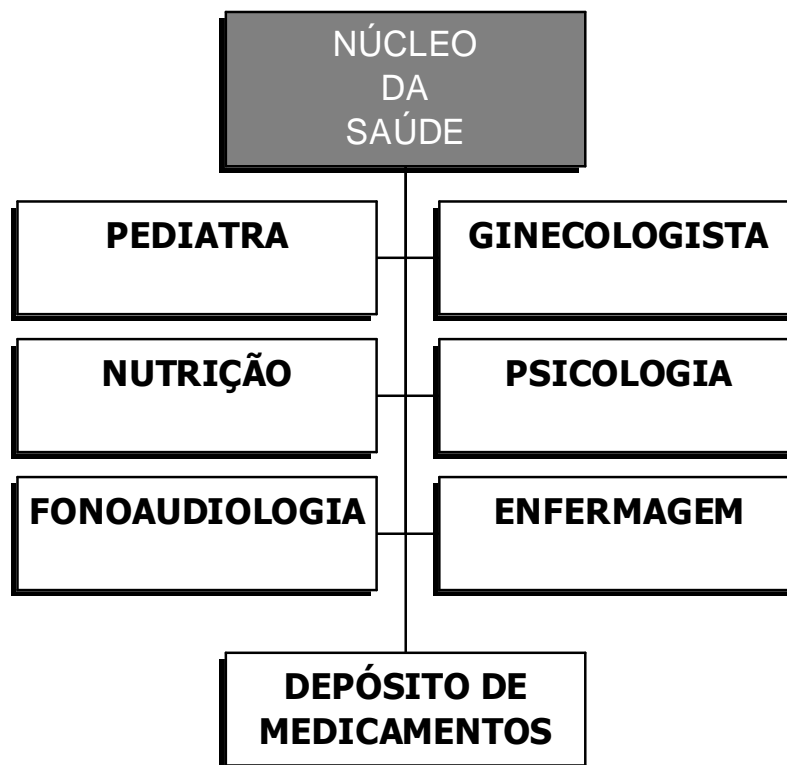 NÚCLEO
DA
SAÚDE
PEDIATRA
GINECOLOGISTA
NUTRIÇÃO
PSICOLOGIA
FONOAUDIOLOGIA
ENFERMAGEM
DEPÓSITO DE
MEDICAMENTOS